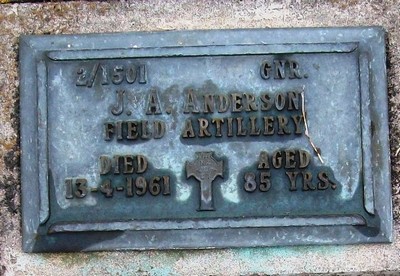 2/1501 GNR.
J. A. ANDERSON
FIELD ARTILLERY
DIED AGED
13-4-1961 85 YRS.